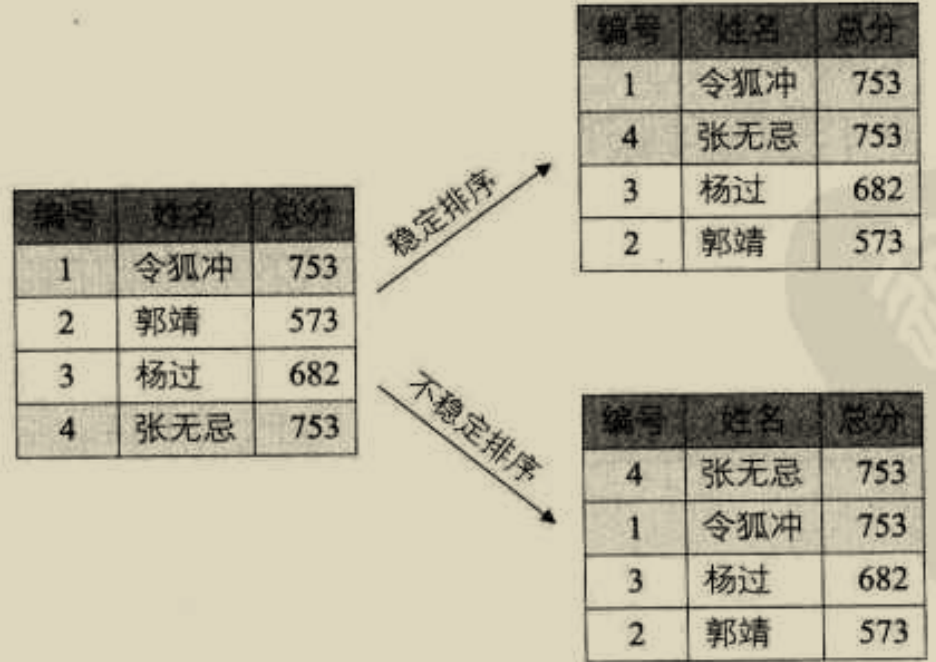 编号 姓名 总分
1 令狐冲 753
4 张无忌 753
3 杨过 682
2 郭靖 573
稳定排序
编号 姓名 总分
1 令狐冲 753
2 郭靖 573
3 杨过 682
4 张无忌 753
不稳定排序
编号 姓名 总分
4 张无忌 753
1 令狐冲 753
3 杨过 682
2 郭靖 573